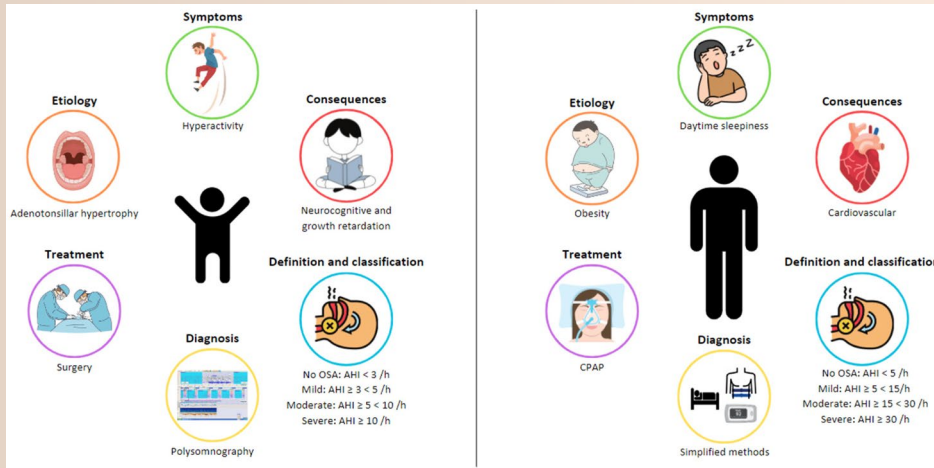 Symptoms
Hyperactivity
Etiology
Adenotonsillar hypertrophy
Consequences
Neurocognitive and
growth retardation
Treatment
Surgery
Definition and classification
No OSA: AHI < 3 /h
Mild: AHI ≥ 3 < 5 /h
Moderate: AHI ≥ 5 < 10 /h
Severe: AHI ≥ 10 /h
Diagnosis
Polysomnography
Symptoms
zzz
Daytime sleepiness
Etiology
Obesity
Consequences
Cardiovascular
Treatment
CPAP
Definition and classification
No OSA: AHI < 5 /h
Mild: AHI ≥ 5 < 15/h
Moderate: AHI ≥ 15 < 30 /h
Severe: AHI ≥ 30 /h
Diagnosis
Simplified methods